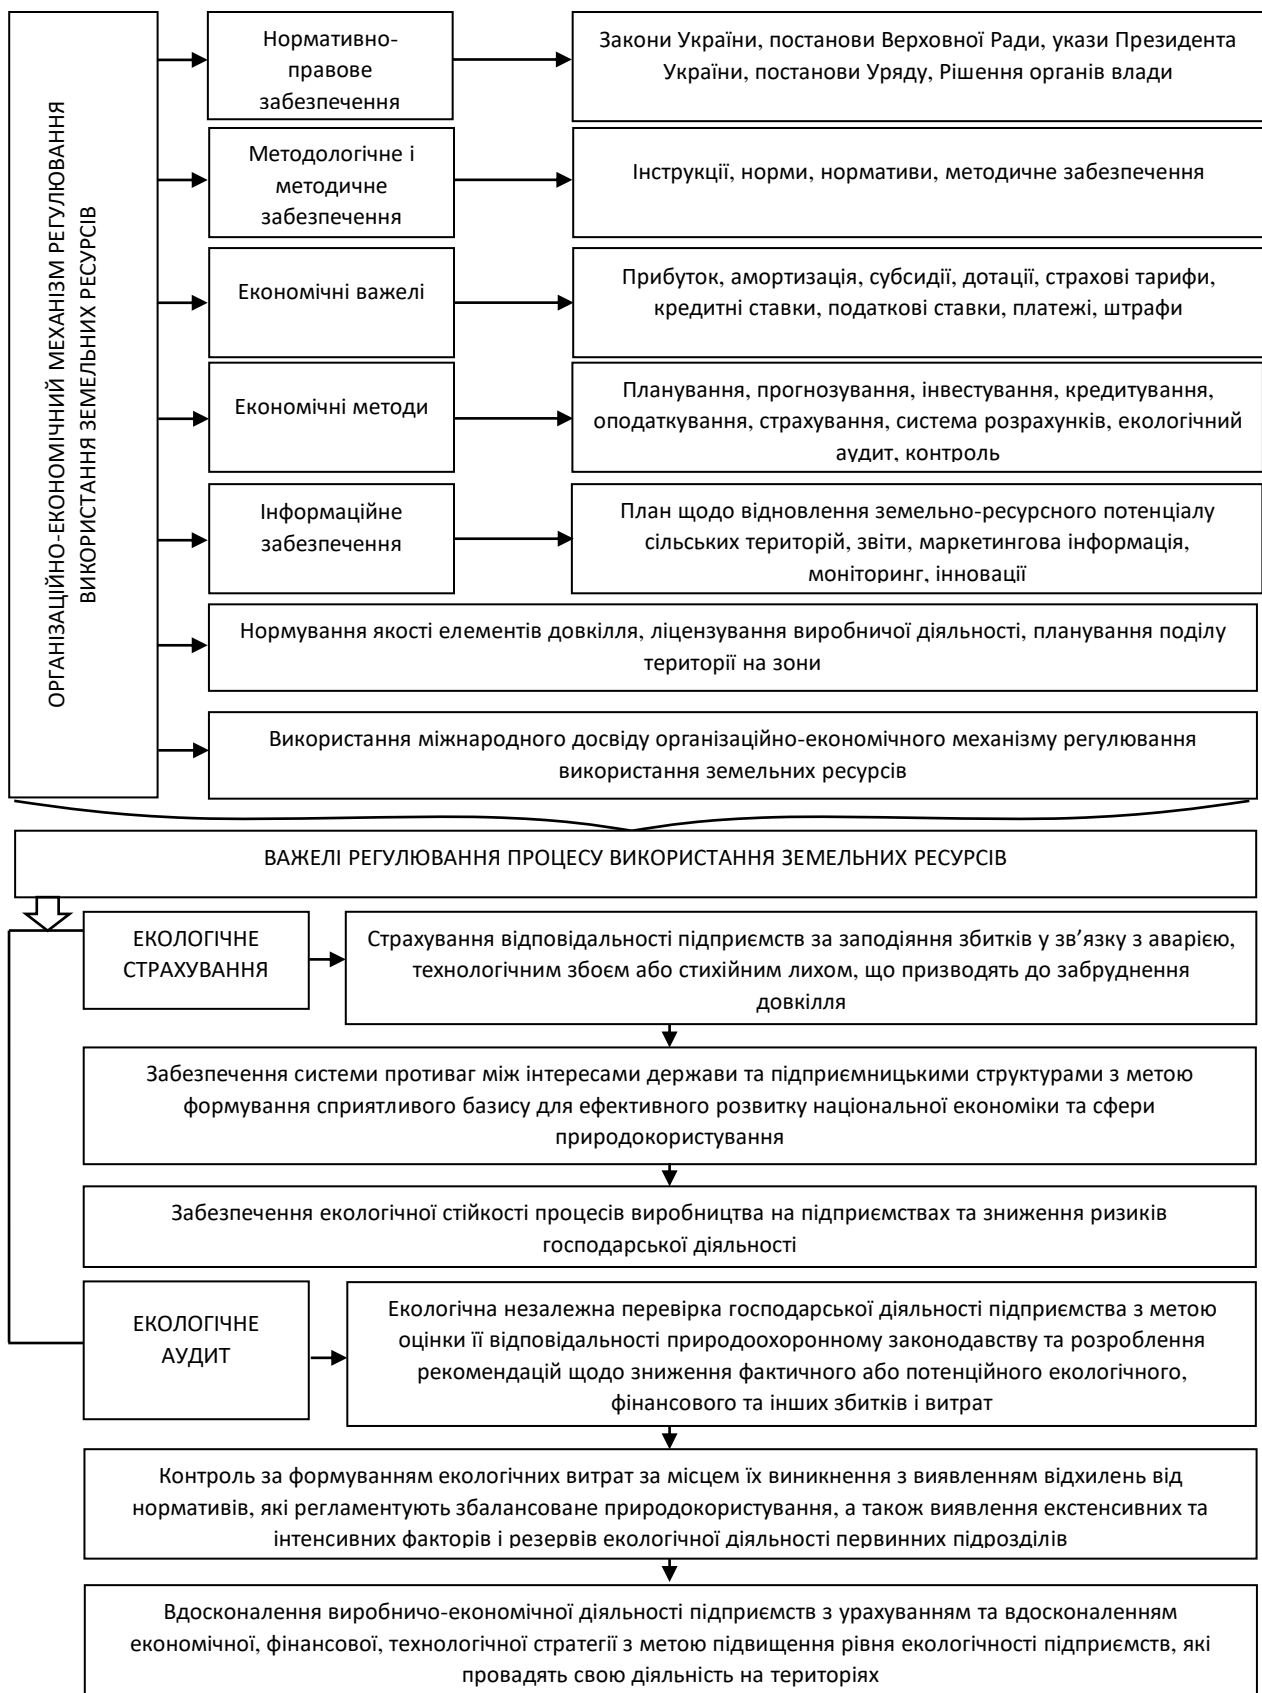 ОРГАНІЗАЦІЙНО-ЕКОНОМІЧНИЙ МЕХАНІЗМ РЕГУЛЮВАННЯ
ВИКОРИСТАННЯ ЗЕМЕЛЬНИХ РЕСУРСІВ
Нормативно-
правове
забезпечення
Закони України, постанови Верховної Ради, укази Президента
України, постанови Уряду, Рішення органів влади
Методологічне і
методичне
забезпечення
Інструкції, норми, нормативи, методичне забезпечення
Економічні важелі
Прибуток, амортизація, субсидії, дотації, страхові тарифи,
кредитні ставки, податкові ставки, платежі, штрафи
Економічні методи
Планування, прогнозування, інвестування, кредитування,
оподаткування, страхування, система розрахунків, екологічний
аудит, контроль
Інформаційне
забезпечення
План щодо відновлення земельно-ресурсного потенціалу
сільських територій, звіти, маркетингова інформація,
моніторинг, інновації
Нормування якості елементів довкілля, ліцензування виробничої діяльності, планування поділу
території на зони
Використання міжнародного досвіду організаційно-економічного механізму регулювання
використання земельних ресурсів
ВАЖЕЛІ РЕГУЛЮВАННЯ ПРОЦЕСУ ВИКОРИСТАННЯ ЗЕМЕЛЬНИХ РЕСУРСІВ
ЕКОЛОГІЧНЕ
СТРАХУВАННЯ
Страхування відповідальності підприємств за заподіяння збитків у зв’язку з аварією,
технологічним збоєм або стихійним лихом, що призводять до забруднення
довкілля
Забезпечення системи противаг між інтересами держави та підприємницькими структурами з метою
формування сприятливого базису для ефективного розвитку національної економіки та сфери
природокористування
Забезпечення екологічної стійкості процесів виробництва на підприємствах та зниження ризиків
господарської діяльності
ЕКОЛОГІЧНЕ
АУДИТ
Екологічна незалежна перевірка господарської діяльності підприємства з метою
оцінки її відповідальності природоохоронному законодавству та розроблення
рекомендацій щодо зниження фактичного або потенційного екологічного,
фінансового та інших збитків і витрат
Контроль за формуванням екологічних витрат за місцем їх виникнення з виявленням відхилень від
нормативів, які регламентують збалансоване природокористування, а також виявлення екстенсивних та
інтенсивних факторів і резервів екологічної діяльності первинних підрозділів
Вдосконалення виробничо-економічної діяльності підприємств з урахуванням та вдосконаленням
економічної, фінансової, технологічної стратегії з метою підвищення рівня екологічності підприємств, які
провадять свою діяльність на територіях